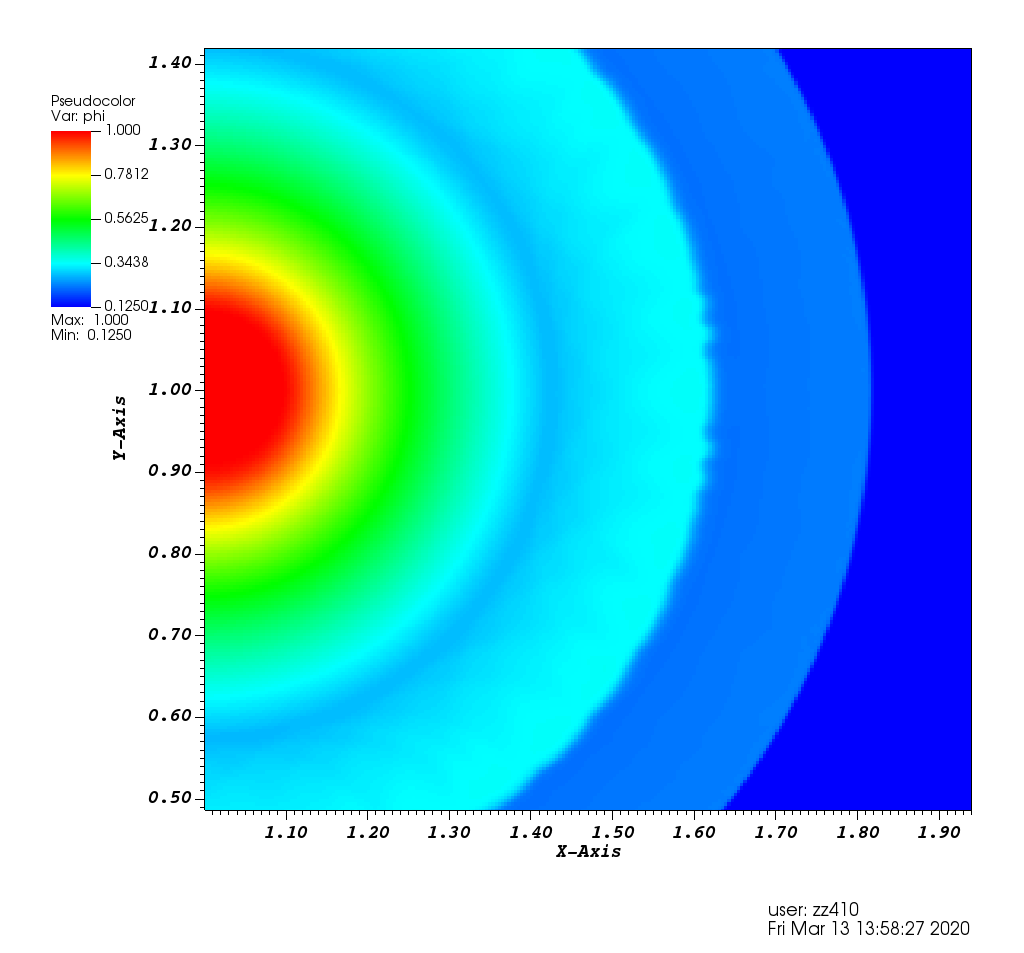 Pseudocolor
Var: phi
1.000
0.7812
0.5625
0.3438
0.1250
Max:  1.000
Min:  0.1250
1.40
1.30
1.20
1.10
1.00
0.90
0.80
0.70
0.60
0.50
Y-Axis
1.10 1.20 1.30 1.40 1.50 1.60 1.70 1.80 1.90
X-Axis
user: zz410
Fri Mar 13 13:58:27 2020